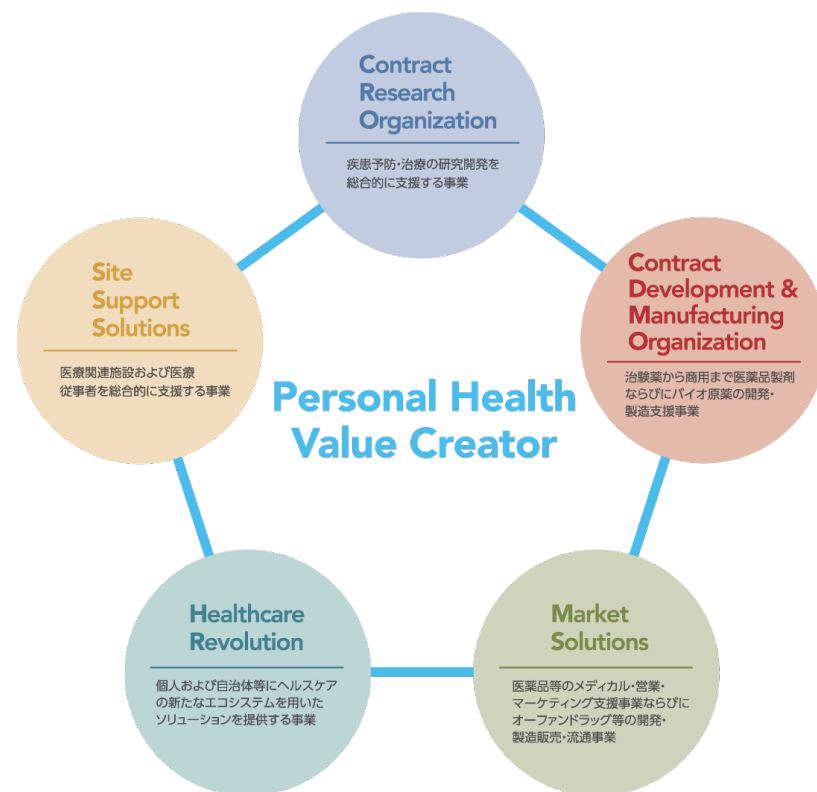 Contract
Research
Organization
疾患予防・治療の研究開発を
総合的に支援する事業
Site
Support
Solutions
医療関連施設および医療
従事者を総合的に支援する事業
Contract
Development &
Manufacturing
Organization
治験薬から商用まで医薬品製剤
ならびにバイオ原薬の開発・
製造支援事業
Personal Health
Value Creator
Healthcare
Revolution
個人および自治体等にヘルスケア
の新たなエコシステムを用いた
ソリューションを提供する事業
Market
Solutions
医薬品等のメディカル・営業・
マーケティング支援事業ならびに
オーファンドラッグ等の開発・
製造販売・流通事業